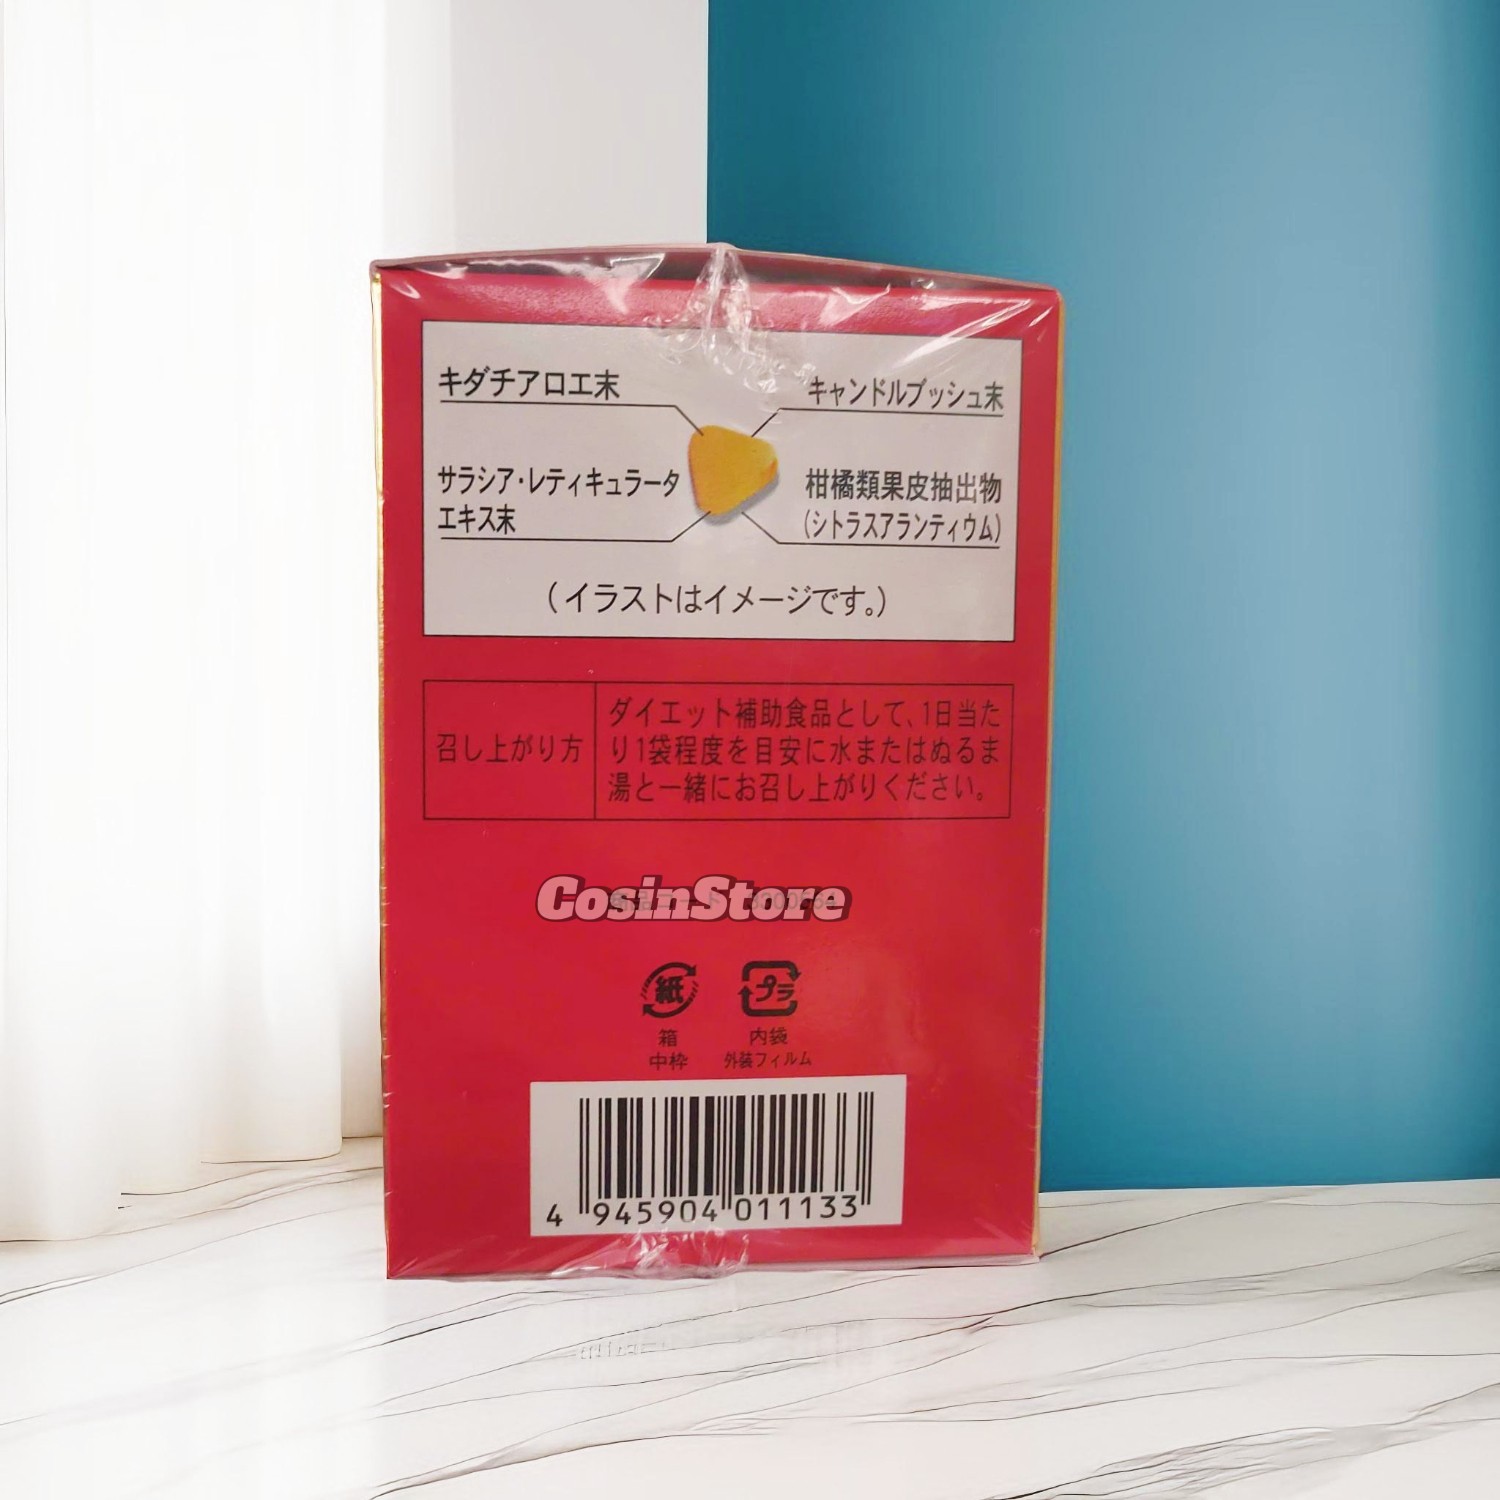 キダチアロエ末
キャンドルブッシュ末
サラシア・レティキュラータ
エキス末
柑橘類果皮抽出物
(シトラスアランティウム)
(イラストはイメージです。)
召し上がり方
ダイエット補助食品として、1日当た
り1袋程度を目安に水またはぬるま
湯と一緒にお召し上がりください。
CosinStore
紙
プラ
箱
中枠
内袋
外装フィルム
4 945904 011133